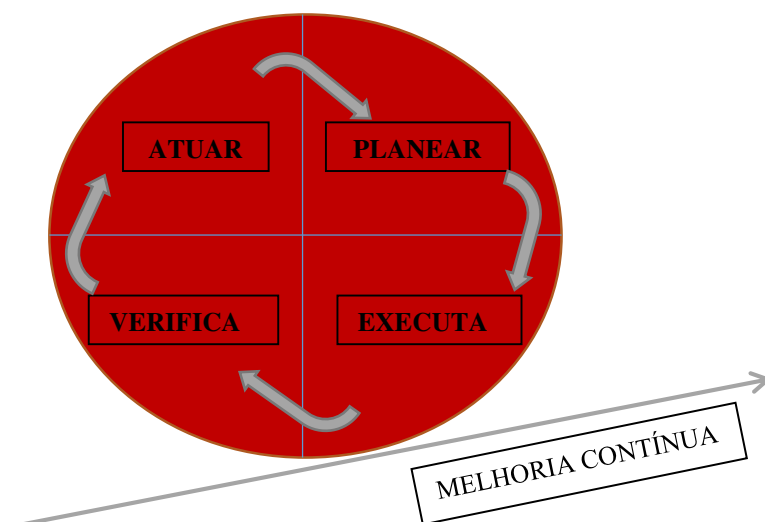 ATUAR
PLANEAR
VERIFICA
EXECUTA
MELHORIA CONTÍNUA